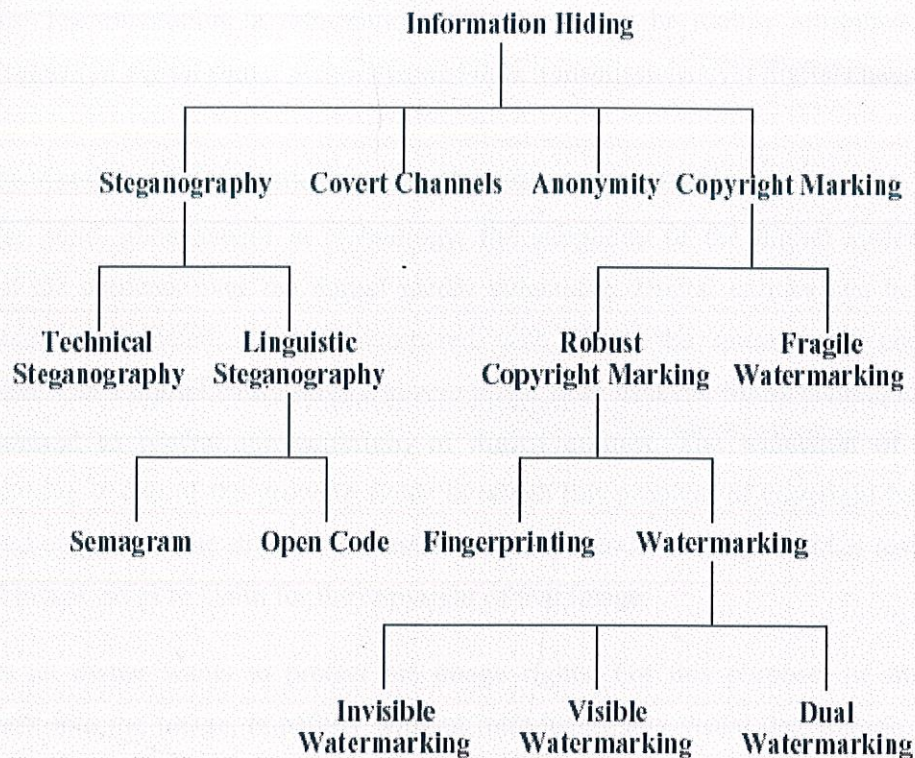 Information Hiding
Steganography
Covert Channels
Anonymity
Copyright Marking
Technical
Steganography
Linguistic
Steganography
Robust
Copyright Marking
Fragile
Watermarking
Semagram
Open Code
Fingerprinting
Watermarking
Invisible
Watermarking
Visible
Watermarking
Dual
Watermarking